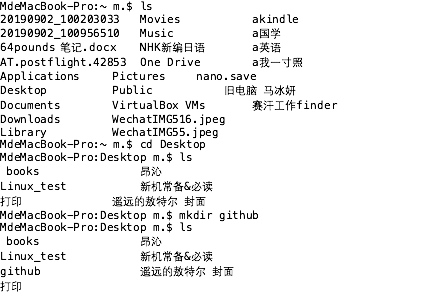 MdeMacBook-Pro:~ m.$ ls
20190902_100203033 Movies akindle
20190902_100956510 Music a国学
64pounds 笔记.docx NHK新编日语 a英语
AT.postflight.42853 One Drive a我一寸照
Applications Pictures nano.save
Desktop Public 旧电脑 马冰妍
Documents VirtualBox VMs 赛汗工作finder
Downloads WechatIMG516.jpeg
Library WechatIMG55.jpeg
MdeMacBook-Pro:~ m.$ cd Desktop
MdeMacBook-Pro:Desktop m.$ ls
books 昂沁
Linux_test 新机常备&必读
打印 遥远的敖特尔 封面
MdeMacBook-Pro:Desktop m.$ mkdir github
MdeMacBook-Pro:Desktop m.$ ls
books 昂沁
Linux_test 新机常备&必读
github 遥远的敖特尔 封面
打印